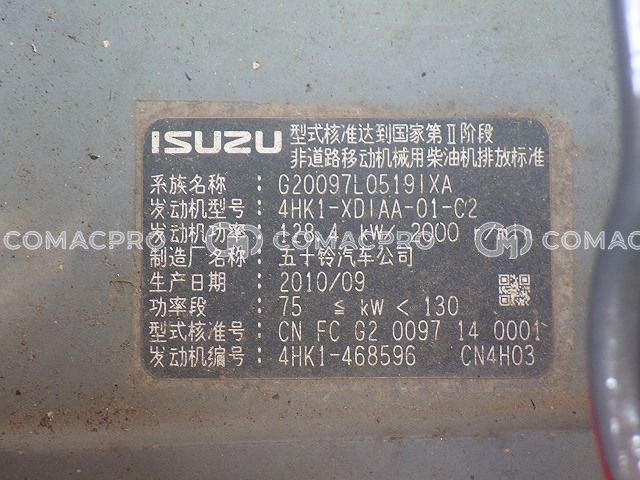 ISUZU 型式核准达到国家第Ⅱ阶段
非道路移动机械用柴油机排放标准
系族名称 : G20097L0519IXA
发动机型号: 4HK1-XDIAA-01-C2
发动机功率: 128.4 kW/ 2000 r/min
制造厂名称: 五十铃汽车公司
生产日期 : 2010/09
功率段 : 75 ≦ kW < 130
型式核准号: CN FC G2 0097 14 0001
发动机编号: 4HK1-468596 CN4H03
COMACPRO COMACPRO COMACPRO